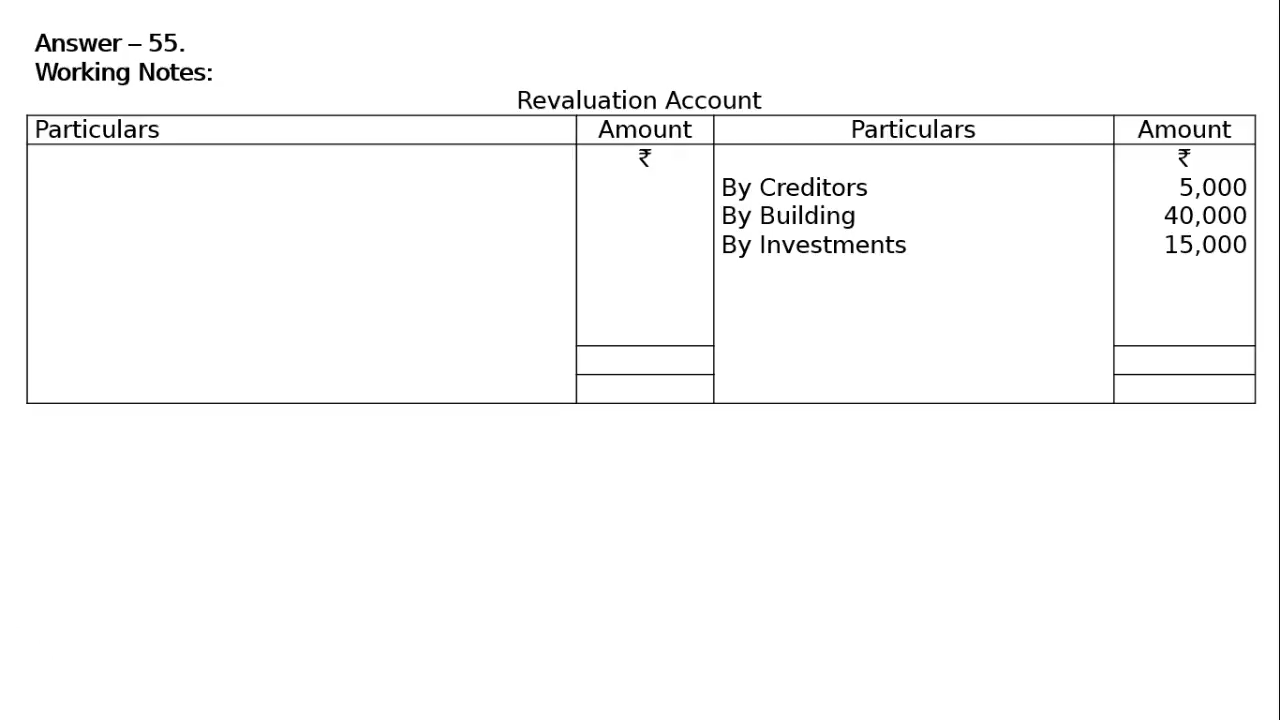 Answer – 55.
Working Notes:
Revaluation Account
Particulars Amount Particulars Amount
₹ ₹
By Creditors 5,000
By Building 40,000
By Investments 15,000